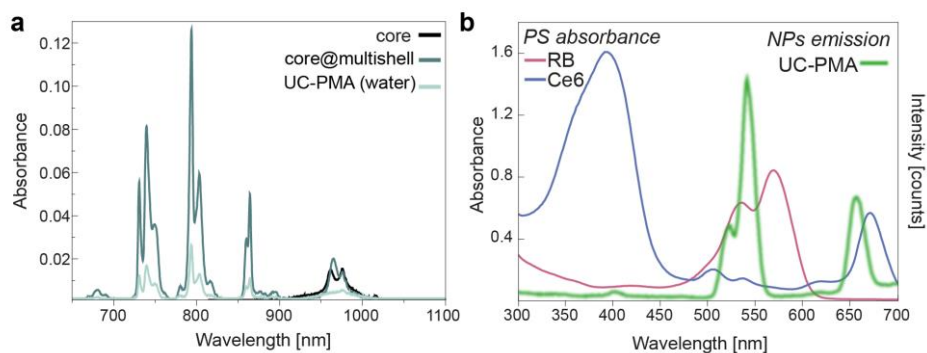 a
core
core@multishell
UC-PMA (water)
0.12
0.10
0.08
0.06
0.04
0.02
Absorbance
700 800 900 1000 1100
Wavelength [nm]
b
PS absorbance
RB
Ce6
NPs emission
UC-PMA
1.6
1.2
0.8
0.4
Absorbance
Intensity [counts]
300 350 400 450 500 550 600 650 700
Wavelength [nm]